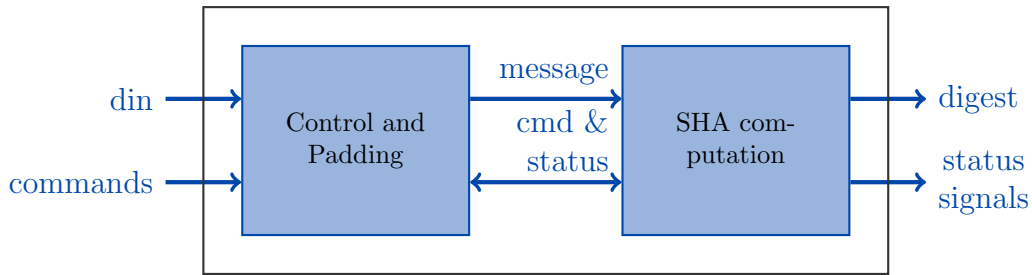 din
commands
Control and
Padding
message
cmd &
status
SHA com-
putation
digest
status
signals